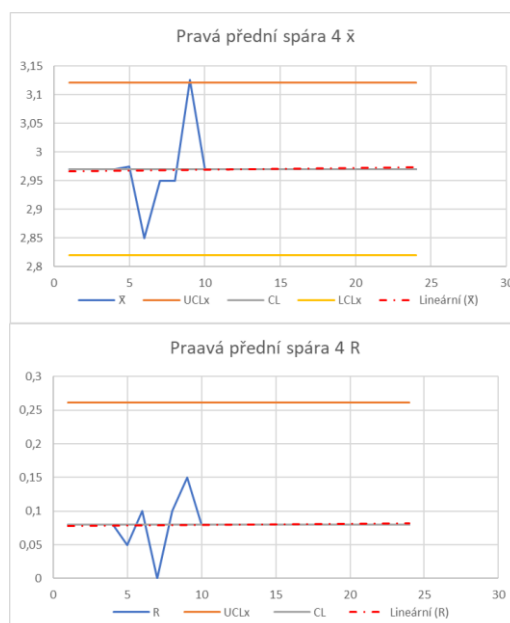 Pravá přední spára 4 x̄
3,15
3,1
3,05
3
2,95
2,9
2,85
2,8
0 5 10 15 20 25 30
X̄ UCLx CL LCLx Lineární (X̄)
Praavá přední spára 4 R
0,3
0,25
0,2
0,15
0,1
0,05
0
0 5 10 15 20 25 30
R UCLx CL Lineární (R)